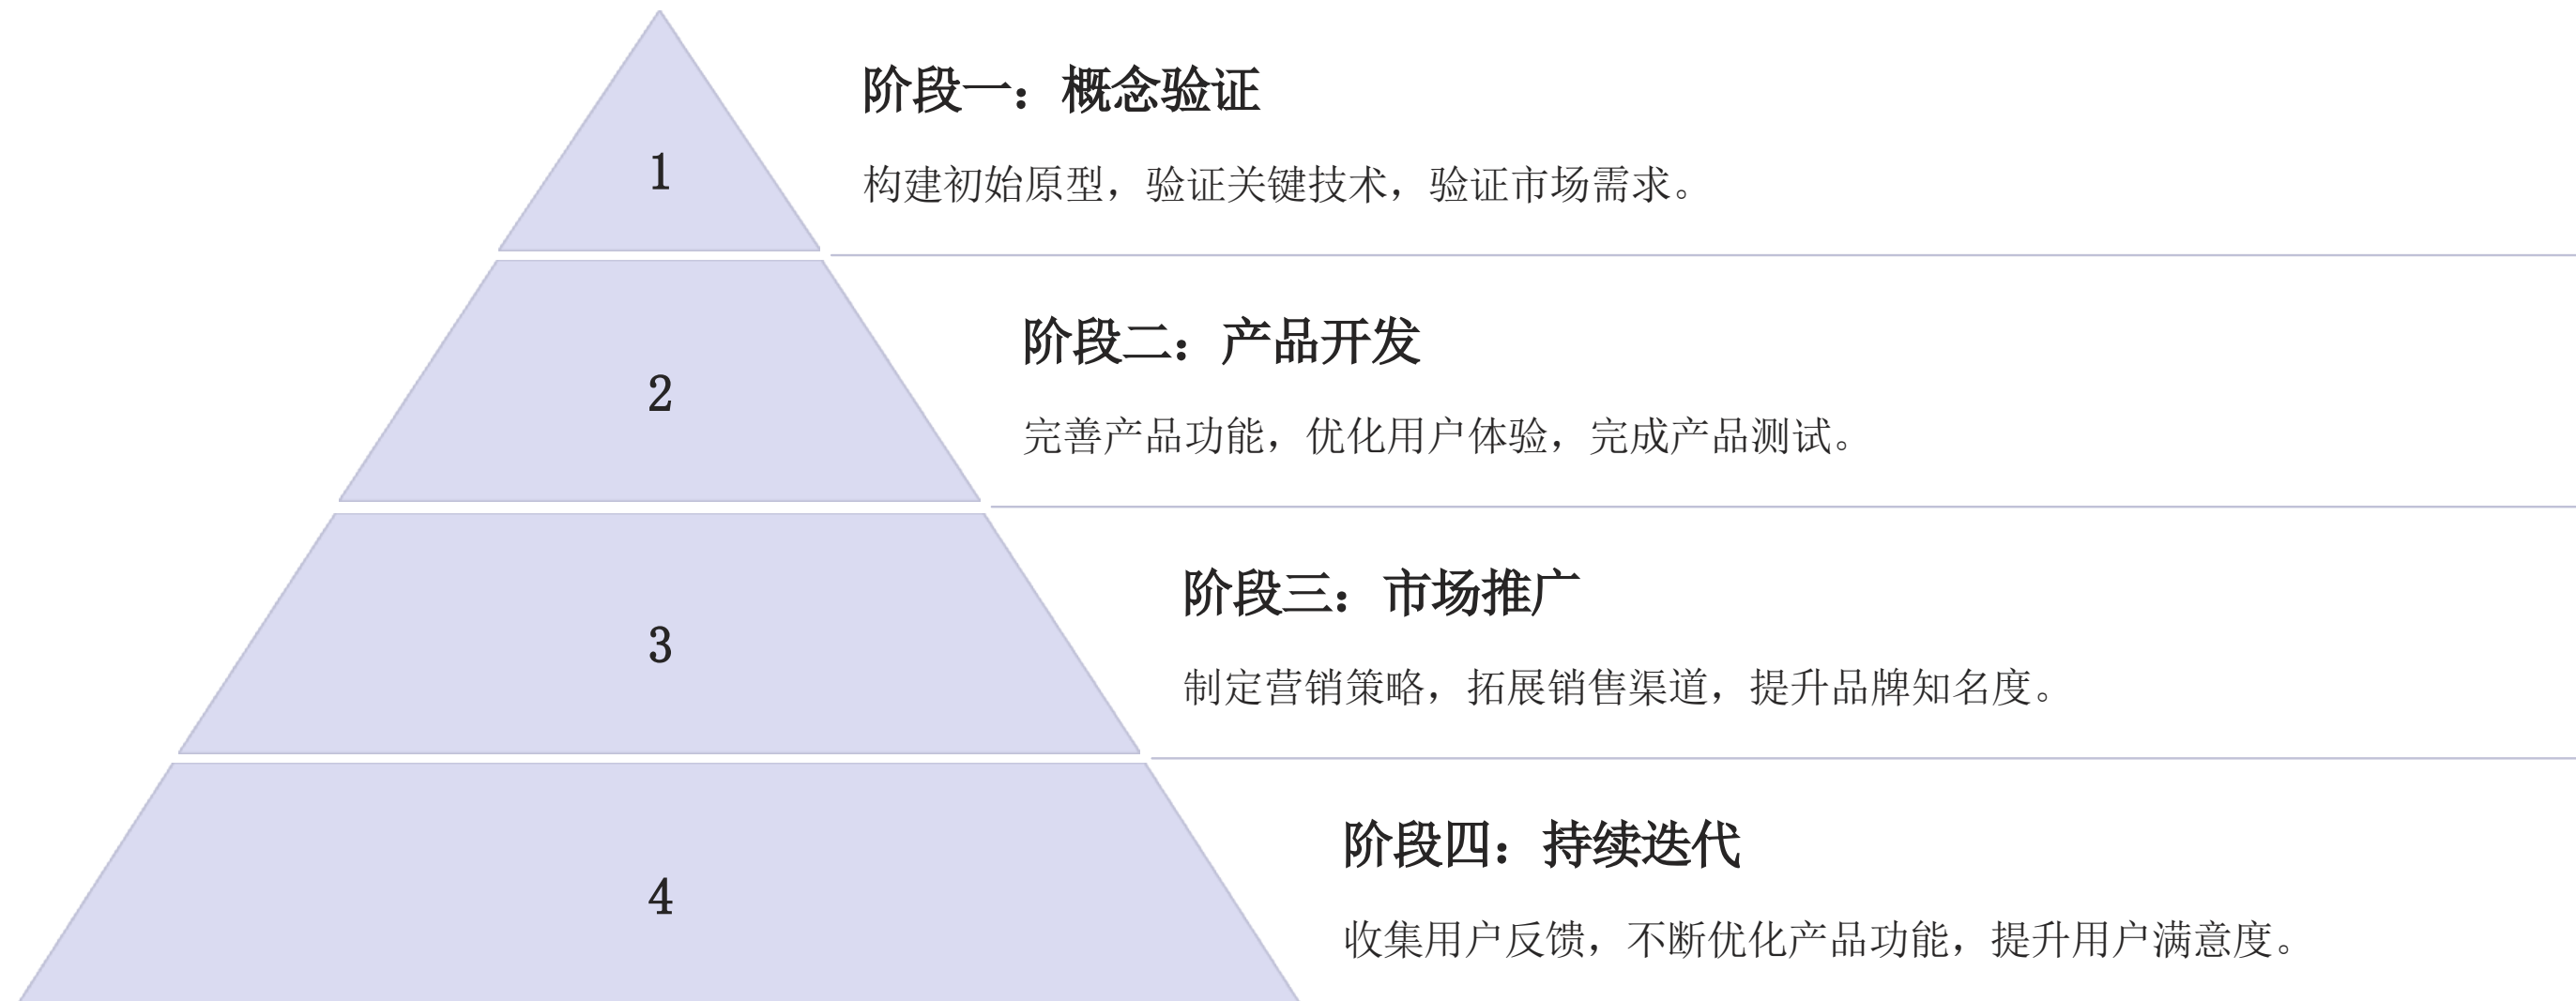 1
阶段一：概念验证
构建初始原型，验证关键技术，验证市场需求。
2
阶段二：产品开发
完善产品功能，优化用户体验，完成产品测试。
3
阶段三：市场推广
制定营销策略，拓展销售渠道，提升品牌知名度。
4
阶段四：持续迭代
收集用户反馈，不断优化产品功能，提升用户满意度。